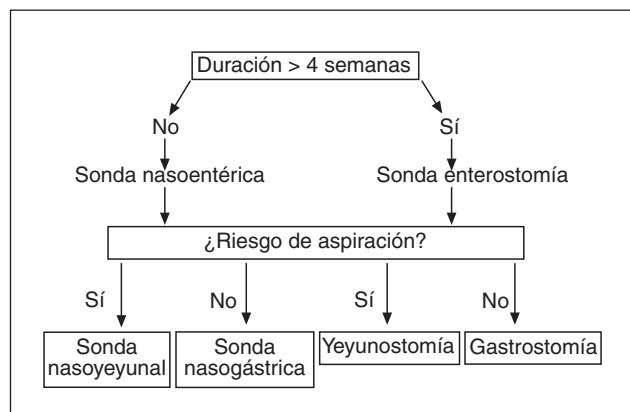 Duración > 4 semanas
No
Sí
Sonda nasoentérica
Sonda enterostomía
¿Riesgo de aspiración?
Sí
No
Sí
No
Sonda
nasoyeyunal
Sonda
nasogástrica
Yeyunostomía
Gastrostomía